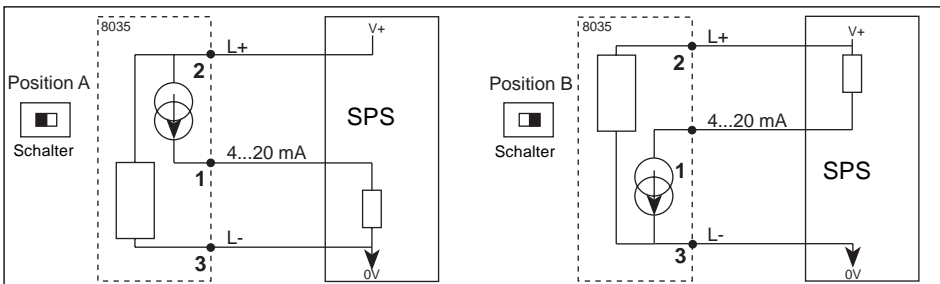 8035
V+
L+
2
Position A
Schalter
SPS
4...20 mA
1
L-
3
0V
8035
V+
L+
2
Position B
Schalter
4...20 mA
1
SPS
L-
3
0V